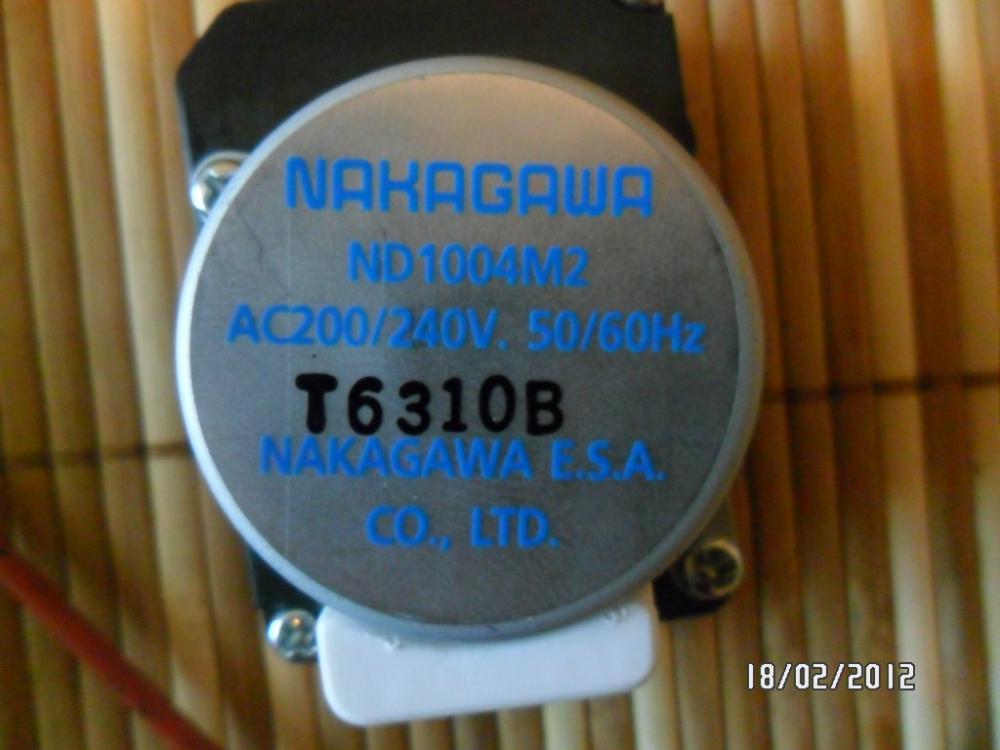 NAKAGAWA
ND1004M2
AC200/240V. 50/60Hz
T6310B
NAKAGAWA E.S.A.
CO., LTD.
18/02/2012